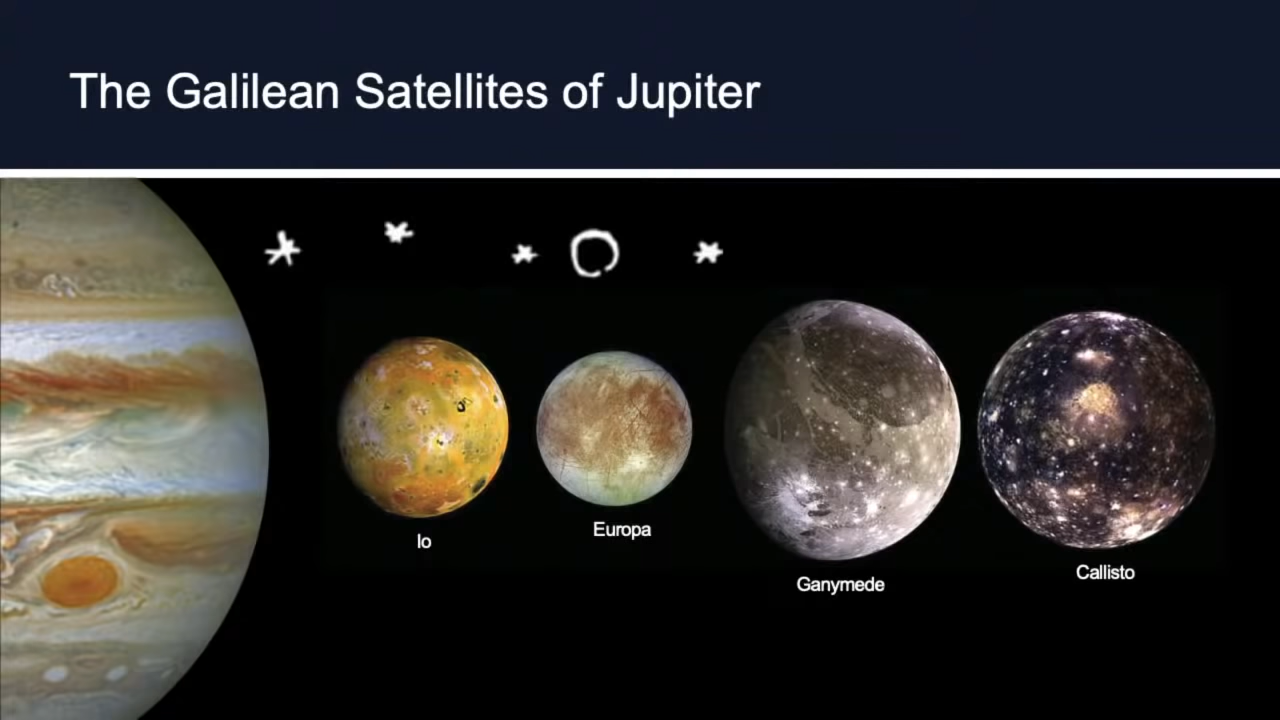 The Galilean Satellites of Jupiter
Io
Europa
Ganymede
Callisto